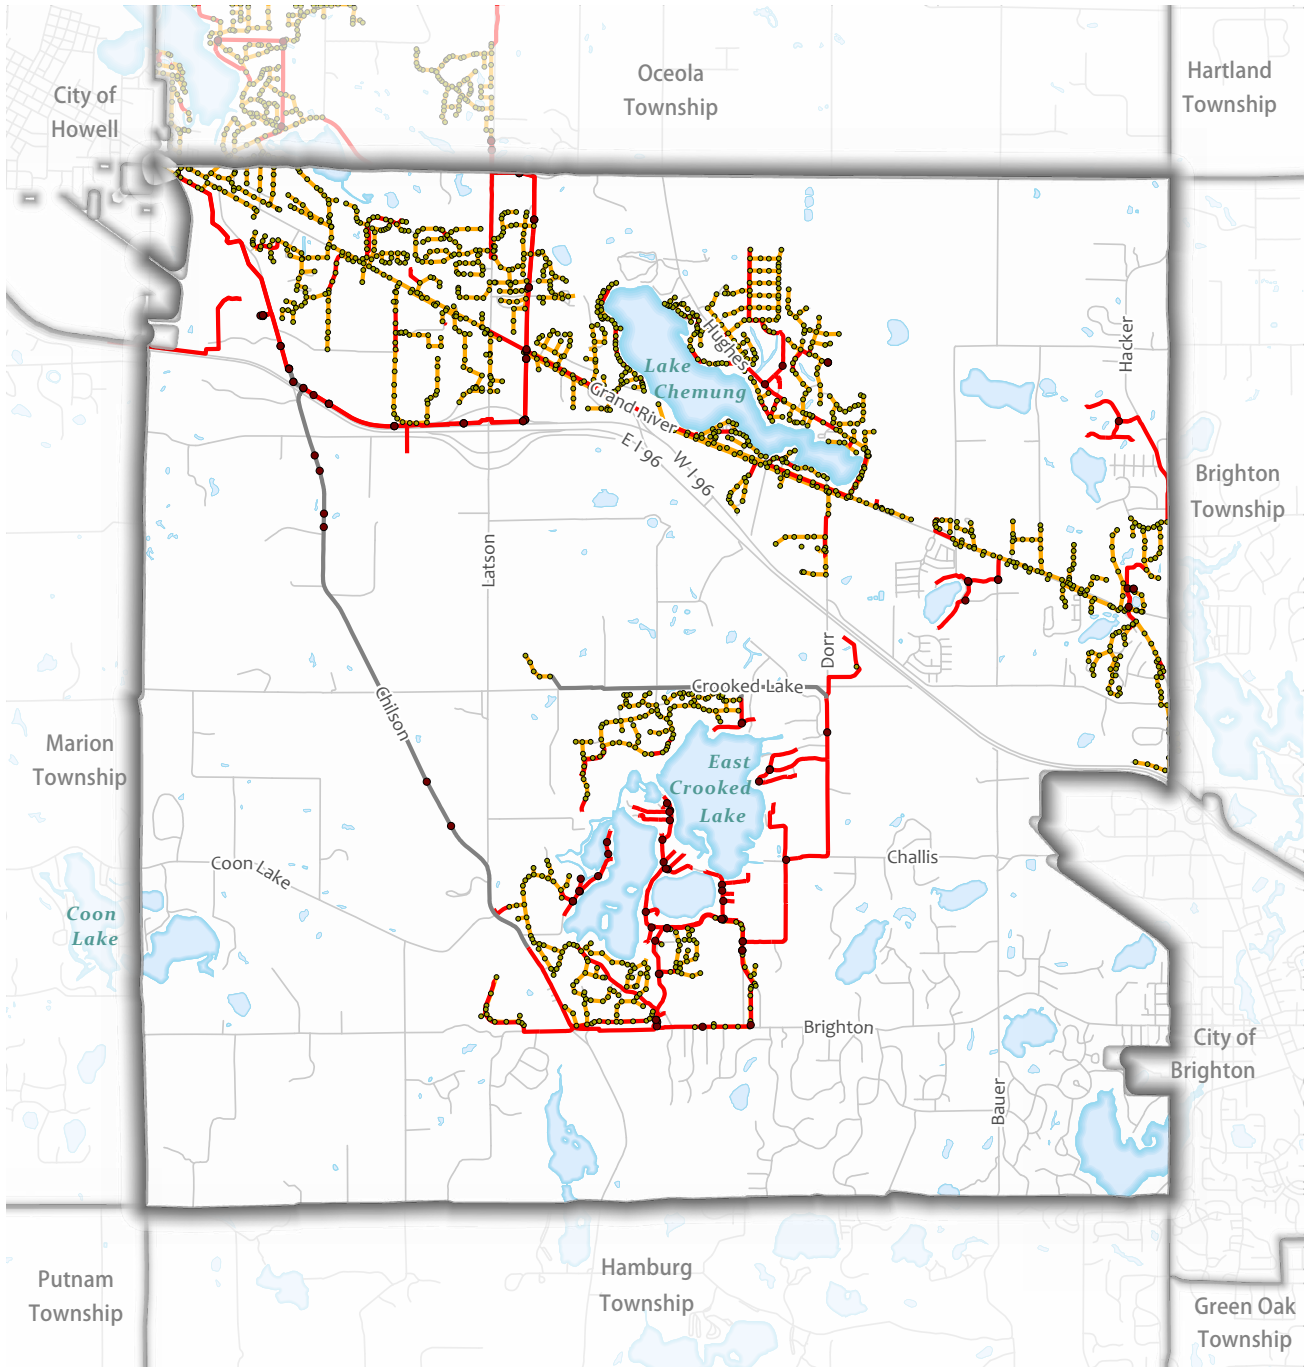 Oceola
Township
Hartland
Township
City of
Howell
Hughes
Hacker
Lake
Chemung
Grand River
E I 96
W I 96
Brighton
Township
Latson
Dorr
Crooked Lake
Chilson
Marion
Township
East
Crooked
Lake
Challis
Coon Lake
Coon
Lake
Brighton
City of
Brighton
Bauer
Hamburg
Township
Putnam
Township
Green Oak
Township